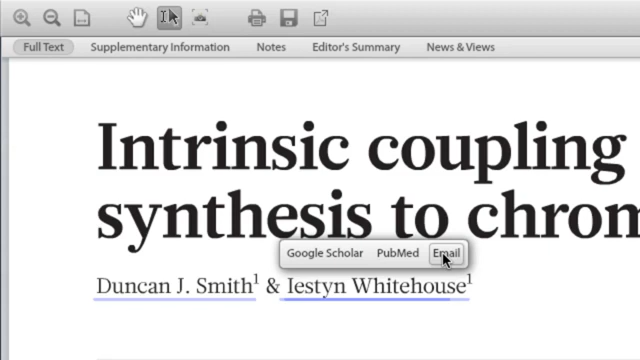 Full Text Supplementary Information Notes Editor's Summary News & Views
Intrinsic coupling
synthesis to chrom
Google Scholar PubMed Email
Duncan J. Smith1 & Iestyn Whitehouse1